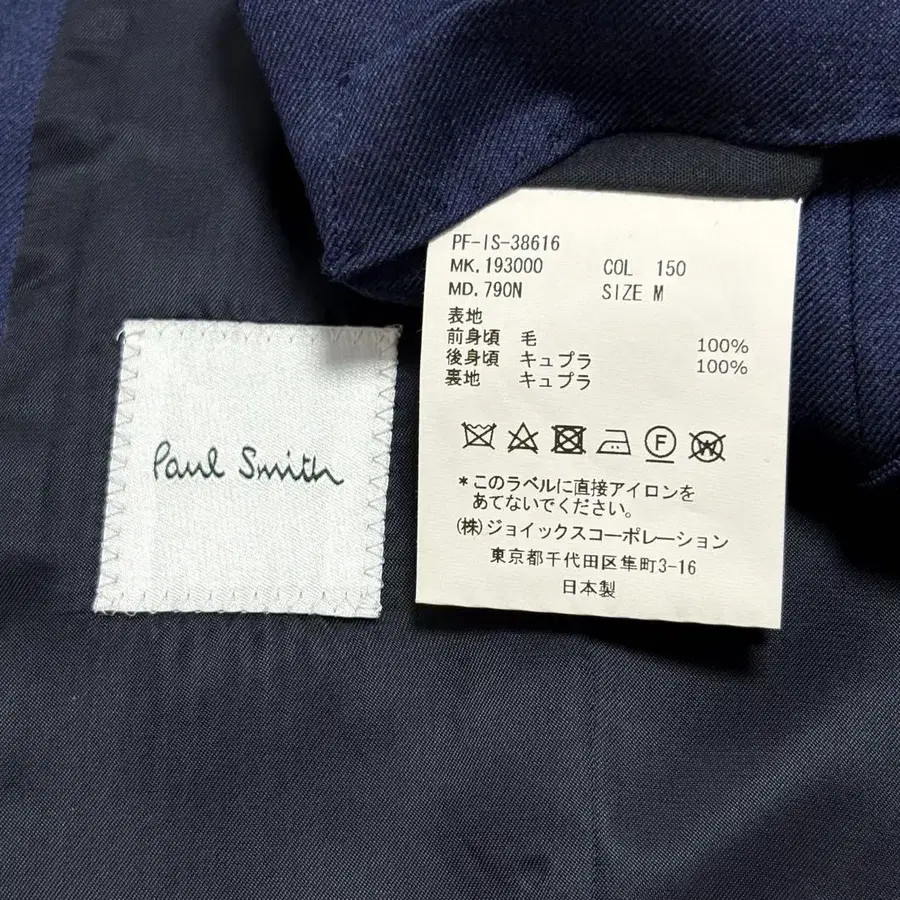 Paul Smith
PF-IS-38616
MK. 193000 COL 150
MD. 790N SIZE M
表地
前身頃 毛 100%
後身頃 キュプラ 100%
裏地 キュプラ
F W
*このラベルに直接アイロンを
あてないでください。
(株)ジョイックスコーポレーション
東京都千代田区隼町3-16
日本製